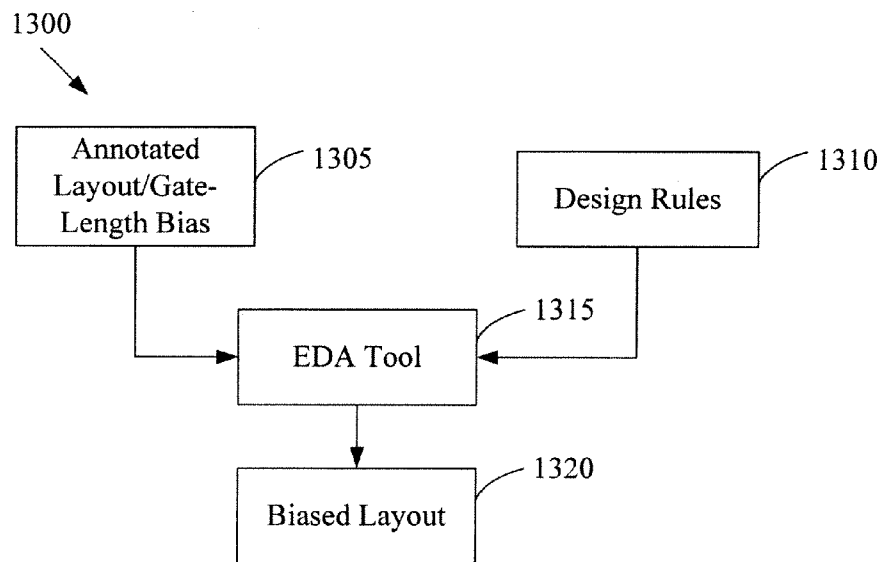 1300
Annotated
Layout/Gate-
Length Bias
1305
Design Rules
1310
EDA Tool
1315
Biased Layout
1320